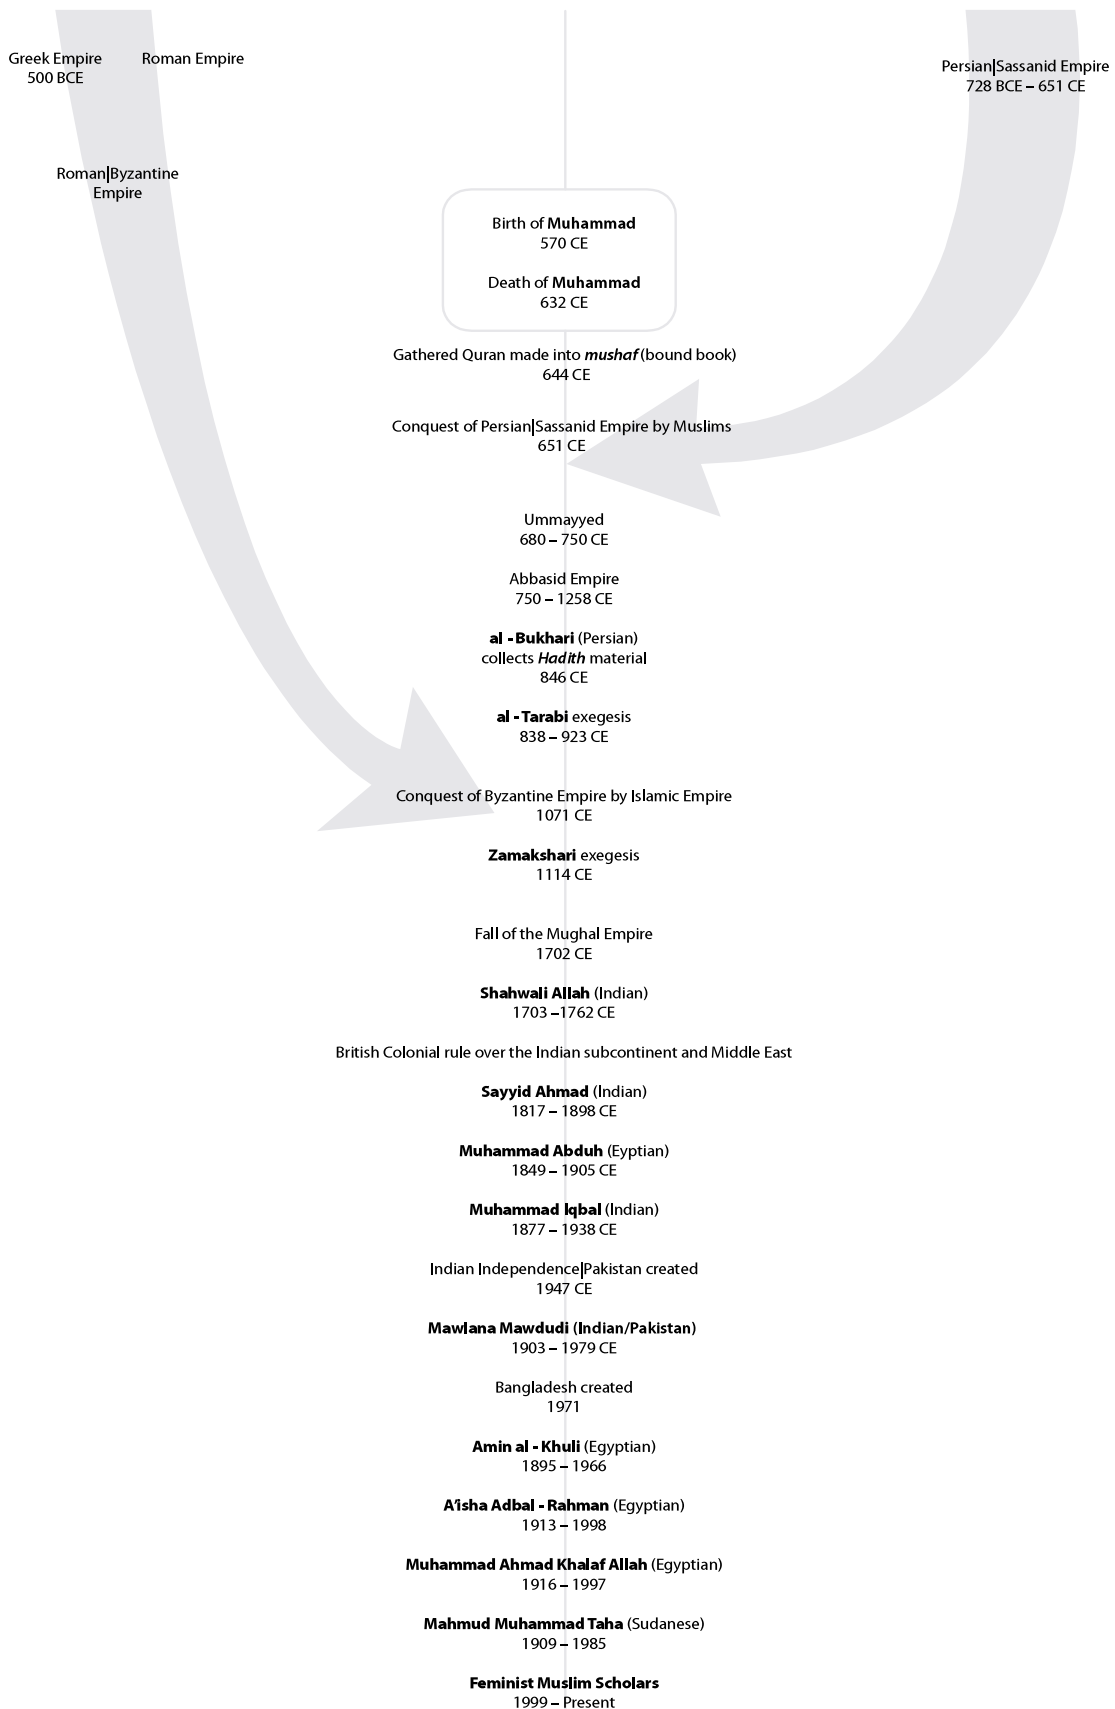 Greek Empire
500 BCE
Roman Empire
Persian|Sassanid Empire
728 BCE – 651 CE
Roman|Byzantine
Empire
Birth of Muhammad
570 CE
Death of Muhammad
632 CE
Gathered Quran made into mushaf (bound book)
644 CE
Conquest of Persian|Sassanid Empire by Muslims
651 CE
Ummayyed
680 – 750 CE
Abbasid Empire
750 – 1258 CE
al - Bukhari (Persian)
collects Hadith material
846 CE
al - Tarabi exegesis
838 – 923 CE
Conquest of Byzantine Empire by Islamic Empire
1071 CE
Zamakshari exegesis
1114 CE
Fall of the Mughal Empire
1702 CE
Shahwali Allah (Indian)
1703 –1762 CE
British Colonial rule over the Indian subcontinent and Middle East
Sayyid Ahmad (Indian)
1817 – 1898 CE
Muhammad Abduh (Eyptian)
1849 – 1905 CE
Muhammad Iqbal (Indian)
1877 – 1938 CE
Indian Independence|Pakistan created
1947 CE
Mawlana Mawdudi (Indian/Pakistan)
1903 – 1979 CE
Bangladesh created
1971
Amin al - Khuli (Egyptian)
1895 – 1966
A'isha Adbal - Rahman (Egyptian)
1913 – 1998
Muhammad Ahmad Khalaf Allah (Egyptian)
1916 – 1997
Mahmud Muhammad Taha (Sudanese)
1909 – 1985
Feminist Muslim Scholars
1999 – Present